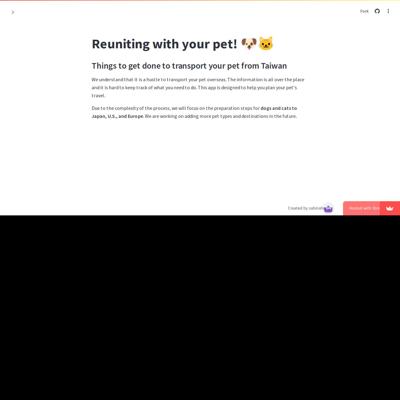 Fork
Reuniting with your pet! 🐶🐱
Things to get done to transport your pet from Taiwan
We understand that it is a hastle to transport your pet overseas. The information is all over the place
and it is hard to keep track of what you need to do. This app is designed to help you plan your pet's
travel.
Due to the complexity of the process, we will focus on the preparation steps for dogs and cats to
Japan, U.S., and Europe. We are working on adding more pet types and destinations in the future.
Created by
Hosted with